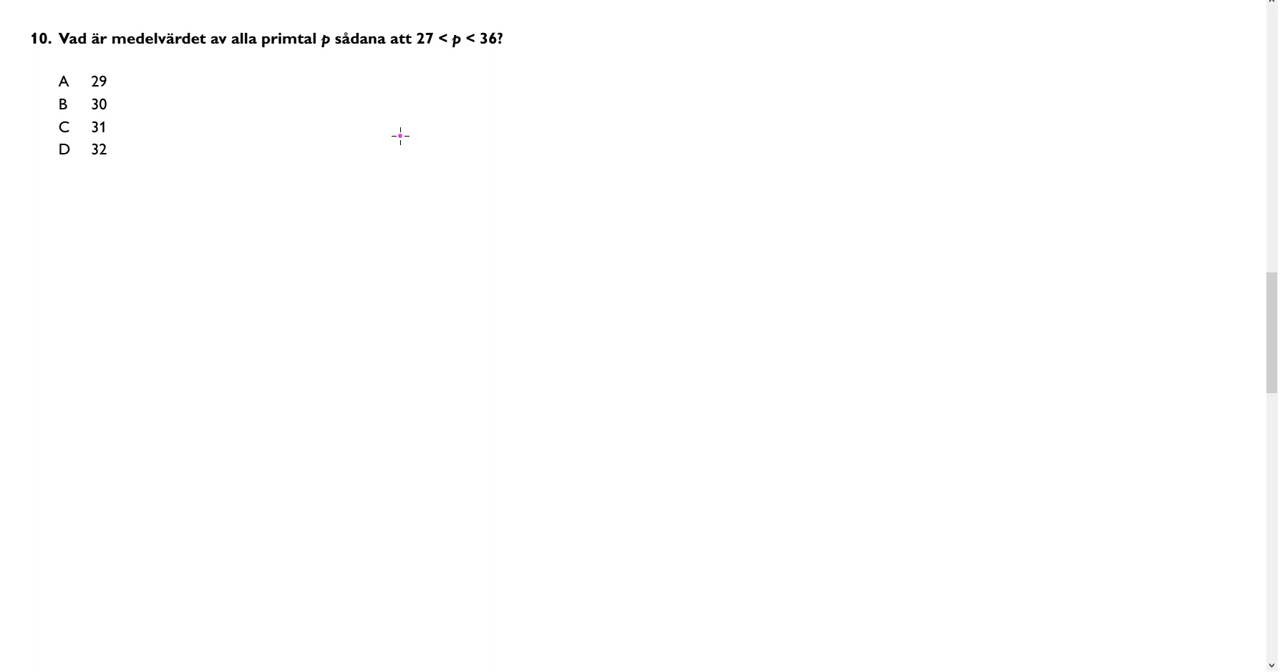 10. Vad är medelvärdet av alla primtal p sådana att 27 < p < 36?
A 29
B 30
C 31
D 32